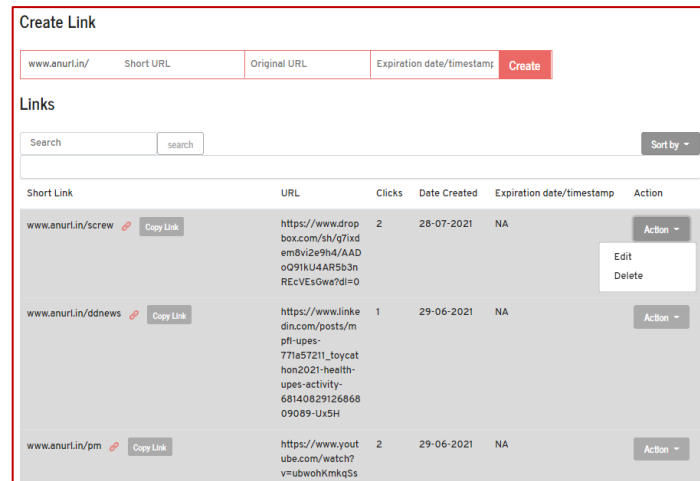 Create Link
www.anurl.in/ Short URL Original URL Expiration date/timestamp Create
Links
Search search Sort by
Short Link URL Clicks Date Created Expiration date/timestamp Action
www.anurl.in/screw Copy Link https://www.drop 2 28-07-2021 NA Action
box.com/sh/g7ixd
em8vi2e9h4/AAD
oQ91kU4AR5b3n
REcVEsGwa?dl=0
Edit
Delete
www.anurl.in/ddnews Copy Link https://www.linke 1 29-06-2021 NA Action
din.com/posts/m
pfl-upes-
771a57211_toycat
hon2021-health-
upes-activity-
68140829126868
09089-Ux5H
www.anurl.in/pm Copy Link https://www.yout 2 29-06-2021 NA Action
ube.com/watch?
v=ubwohKmkqSs